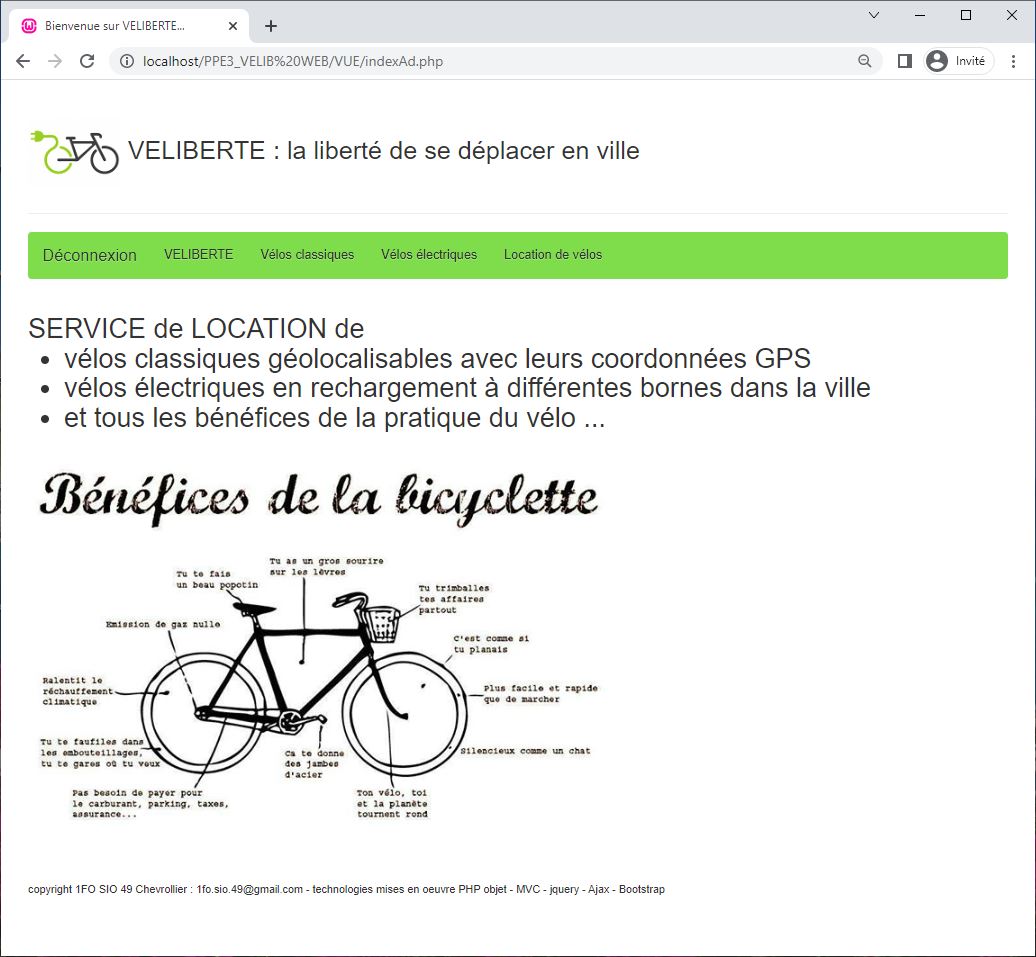 Bienvenue sur VELIBERTE...
localhost/PPE3_VELIB%20WEB/VUE/indexAd.php
Invité
VELIBERTE : la liberté de se déplacer en ville
Déconnexion VELIBERTE Vélos classiques Vélos électriques Location de vélos
SERVICE de LOCATION de
• vélos classiques géolocalisables avec leurs coordonnées GPS
• vélos électriques en rechargement à différentes bornes dans la ville
• et tous les bénéfices de la pratique du vélo ...
Bénéfices de la bicyclette
Tu as un gros sourire
sur les lèvres
Tu te fais
un beau popotin
Tu trimballes
tes affaires
partout
Emission de gaz nulle
C'est comme si
tu planais
Ralentit le
réchauffement
climatique
Plus facile et rapide
que de marcher
Tu te faufiles dans
les embouteillages,
tu te gares où tu veux
Ca te donne
des jambes
d'acier
Silencieux comme un chat
Pas besoin de payer pour
le carburant, parking, taxes,
assurance...
Ton vélo, toi
et la planète
tournent rond
copyright 1FO SIO 49 Chevrollier : 1fo.sio.49@gmail.com - technologies mises en oeuvre PHP objet - MVC - jquery - Ajax - Bootstrap